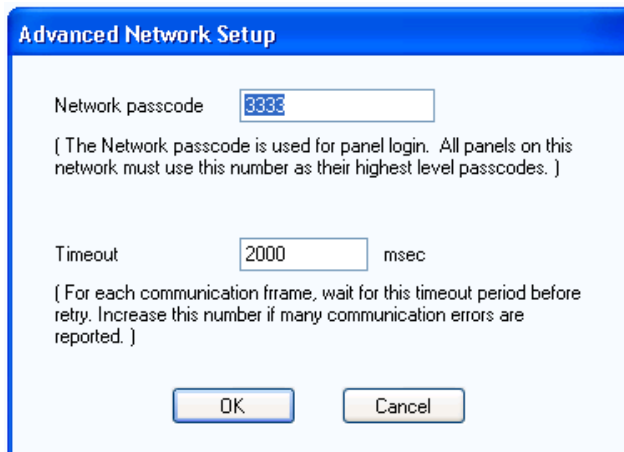 Advanced Network Setup
Network passcode 3333
( The Network passcode is used for panel login. All panels on this
network must use this number as their highest level passcodes. )
Timeout 2000 msec
( For each communication frrame, wait for this timeout period before
retry. Increase this number if many communication errors are
reported. )
OK Cancel